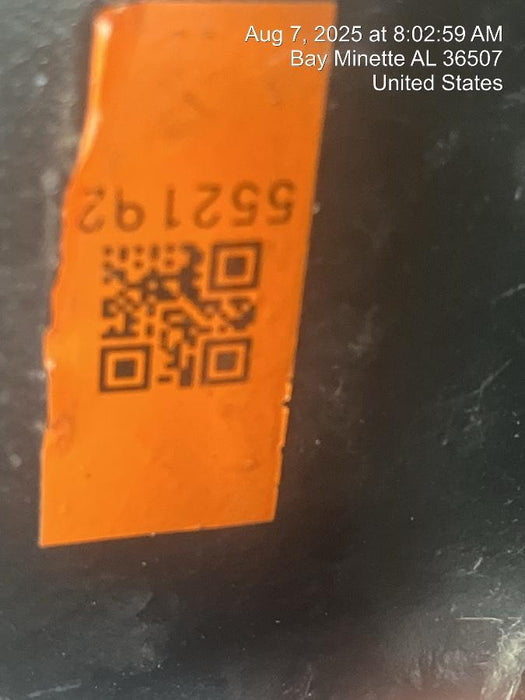 Aug 7, 2025 at 8:02:59 AM
Bay Minette AL 36507
United States
552192